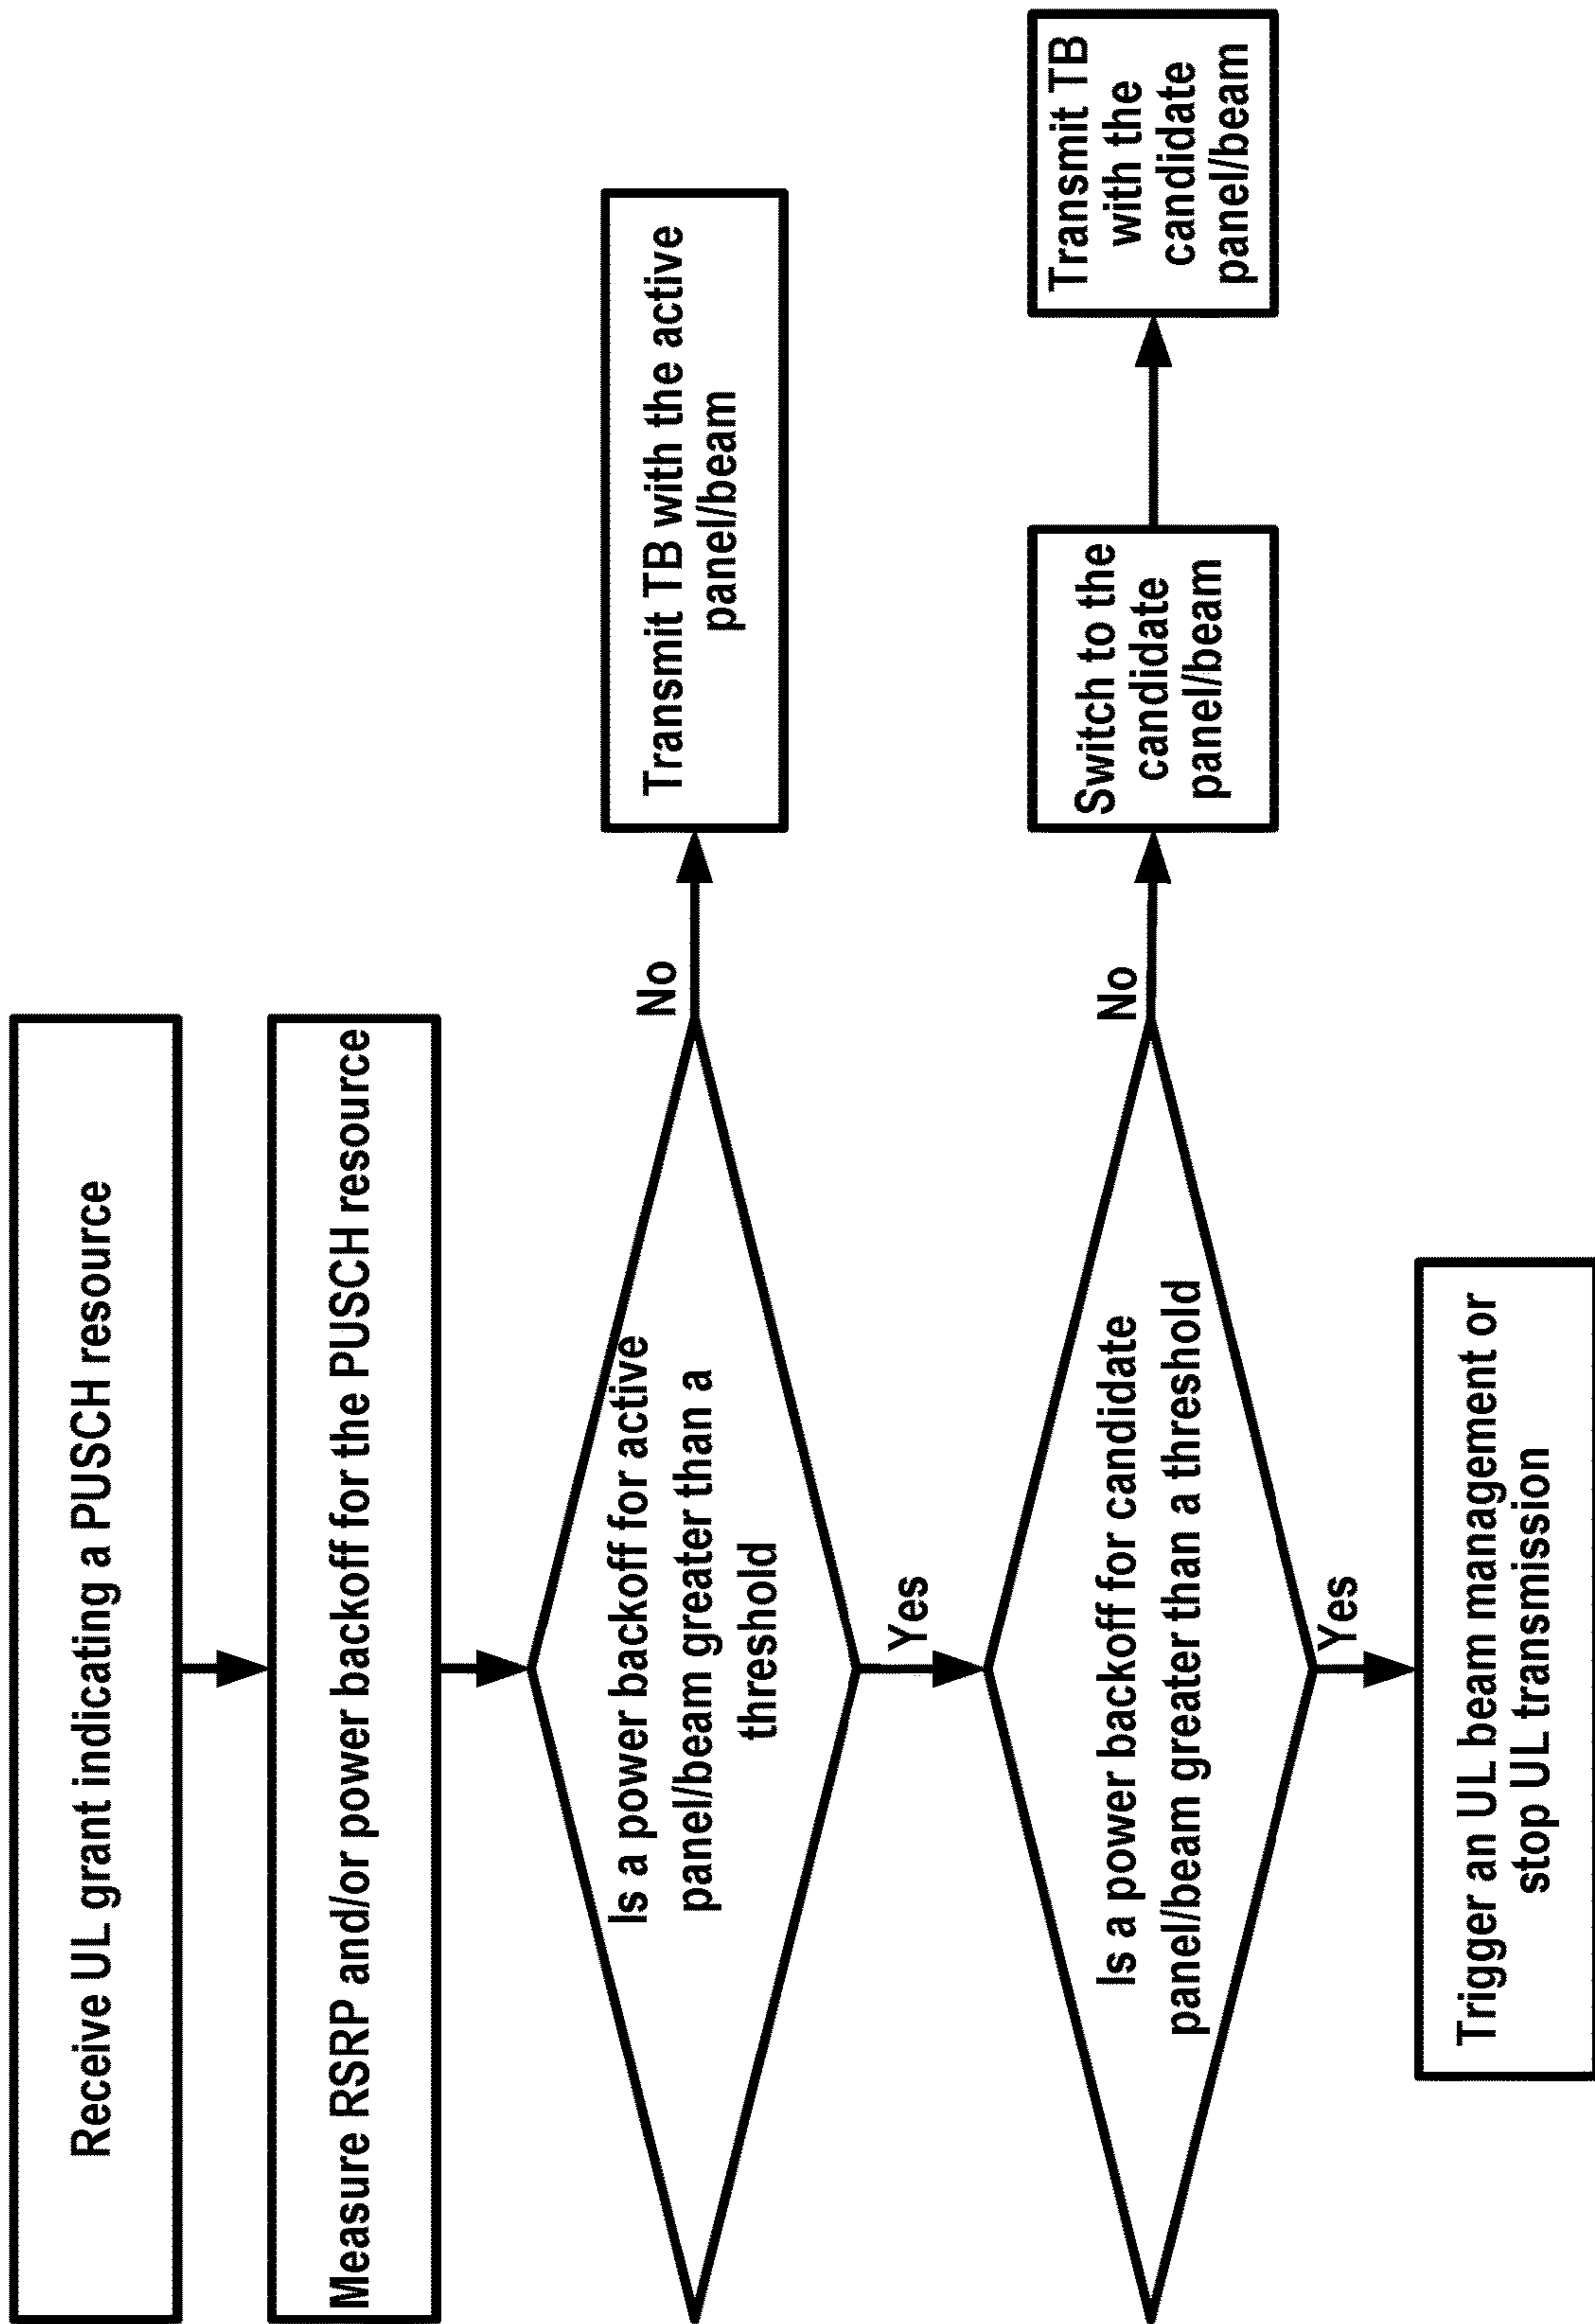 Receive UL grant indicating a PUSCH resource
Measure RSRP and/or power backoff for the PUSCH resource
Is a power backoff for active
panel/beam greater than a
threshold
No
Transmit TB with the active
panel/beam
Yes
Is a power backoff for candidate
panel/beam greater than a threshold
No
Switch to the
candidate
panel/beam
Transmit TB
with the
candidate
panel/beam
Yes
Trigger an UL beam management or
stop UL transmission